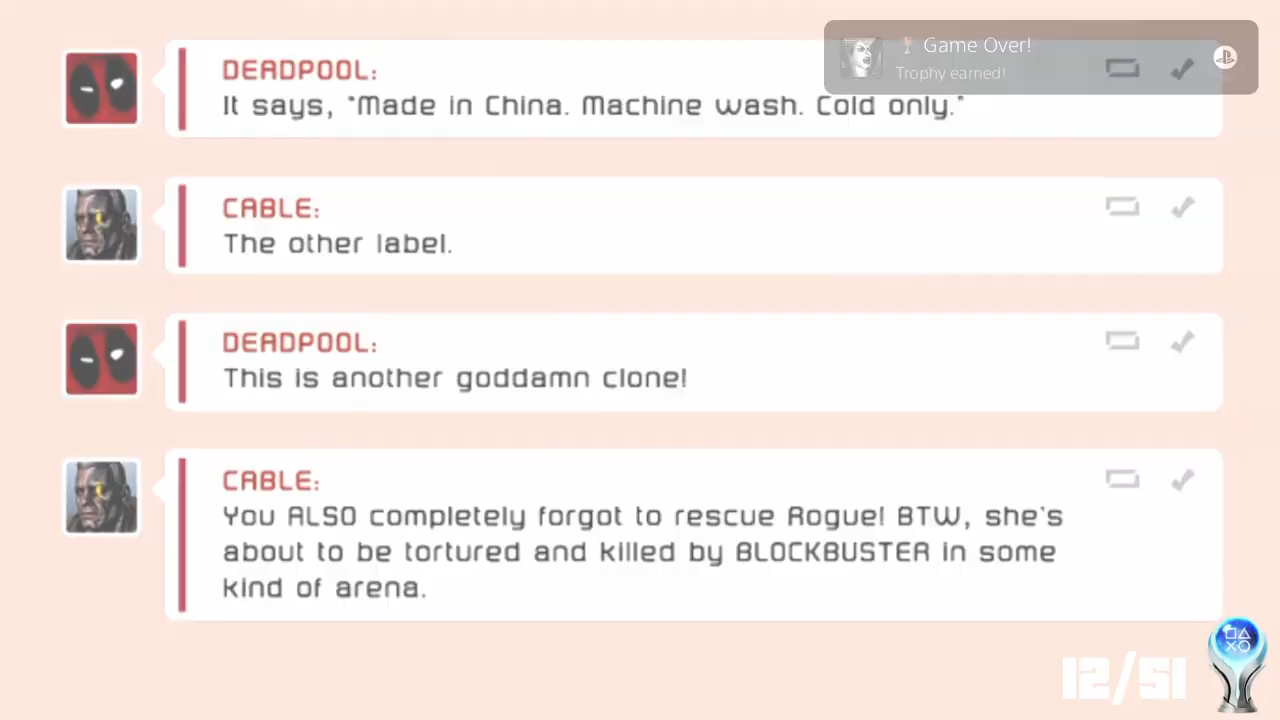 Game Over!
Trophy earned!
DEADPOOL:
It says, "Made in China. Machine wash. Cold only."
CABLE:
The other label.
DEADPOOL:
This is another goddamn clone!
CABLE:
You ALSO completely forgot to rescue Rogue! BTW, she's
about to be tortured and killed by BLOCKBUSTER in some
kind of arena.
12/51